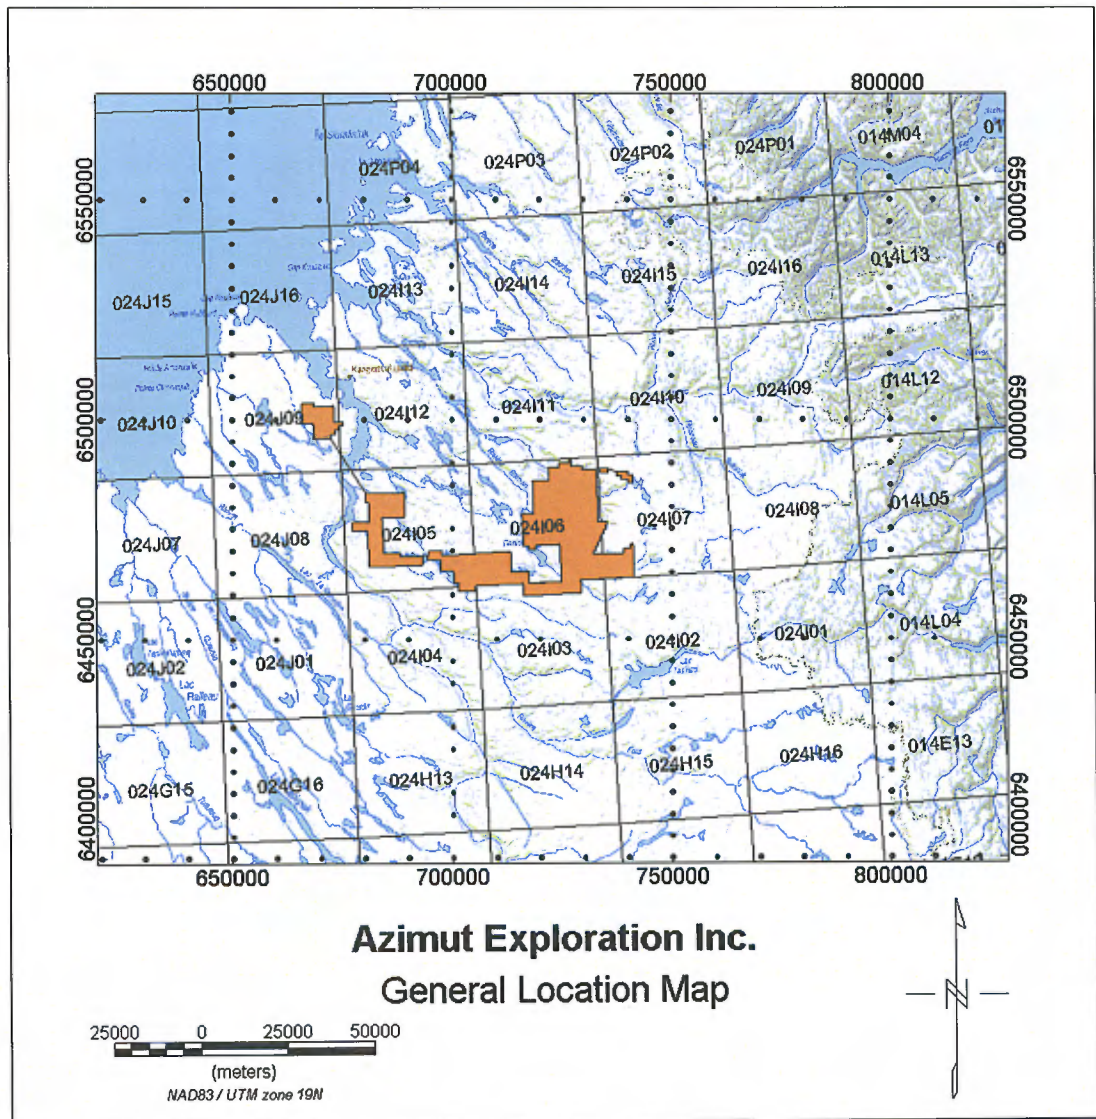 650000 700000 750000 800000
024P04 024P03 024P02 024P01 014M04
6550000 6550000
024J15 024J16 024I13 024I14 024I15 024I16 014L13
024J10 024J09 024I12 024I11 024I10 024I09 014L12
6500000 6500000
024J07 024J08 024I05 024I06 024I07 024I08 014L05
6450000 6450000
024J02 024J01 024I04 024I03 024I02 024I01 014L04
Lac
024G15 024G16 024H13 024H14 024H15 024H16 014E13
6400000 6400000
650000 700000 750000 800000
Azimut Exploration Inc.
General Location Map
N
25000 0 25000 50000
(meters)
NAD83 / UTM zone 19N